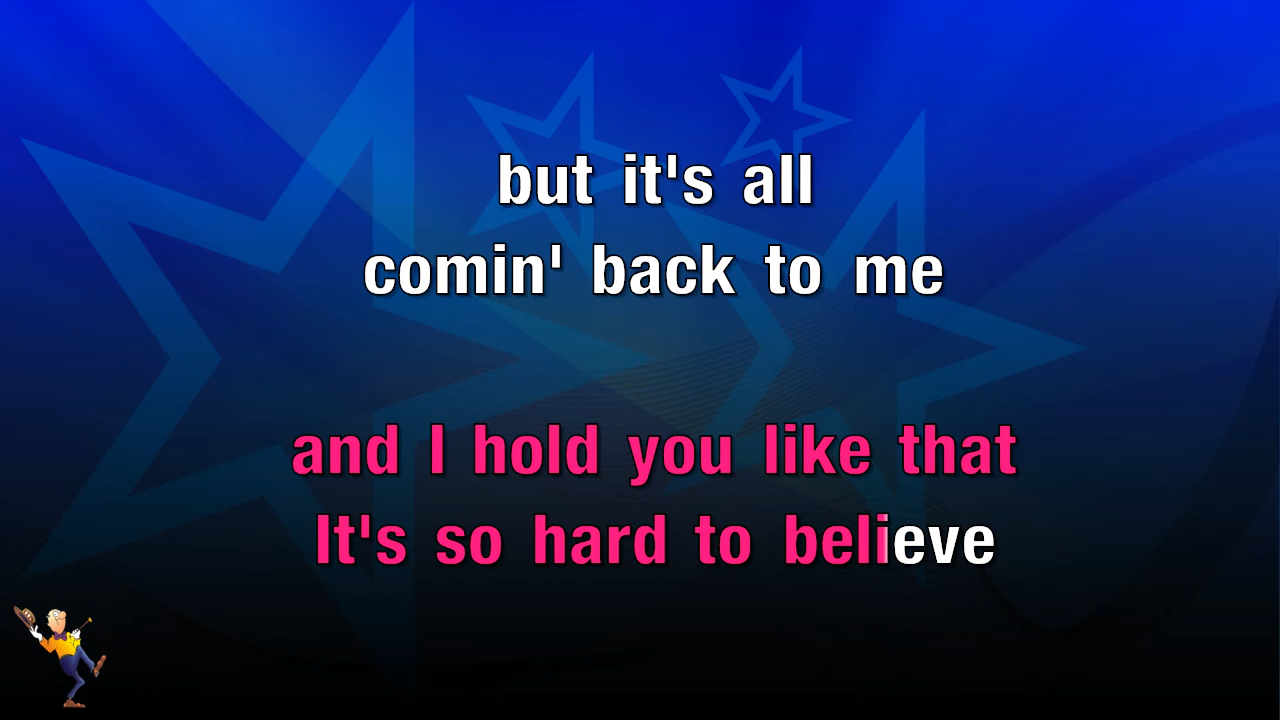 but it's all
comin' back to me
and I hold you like that
It's so hard to believe